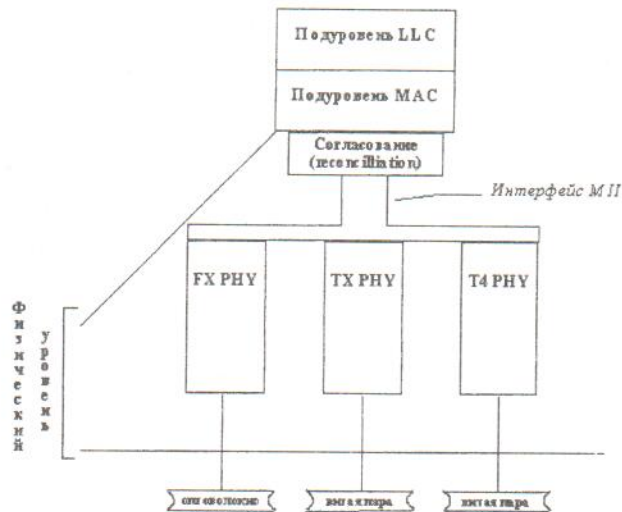 Подуровень LLC
Подуровень MAC
Согласование
(reconcilliation)
Интерфейс MII
FX PHY
TX PHY
T4 PHY
Физический
уровень
оптоволокно
витая пара
витая пара